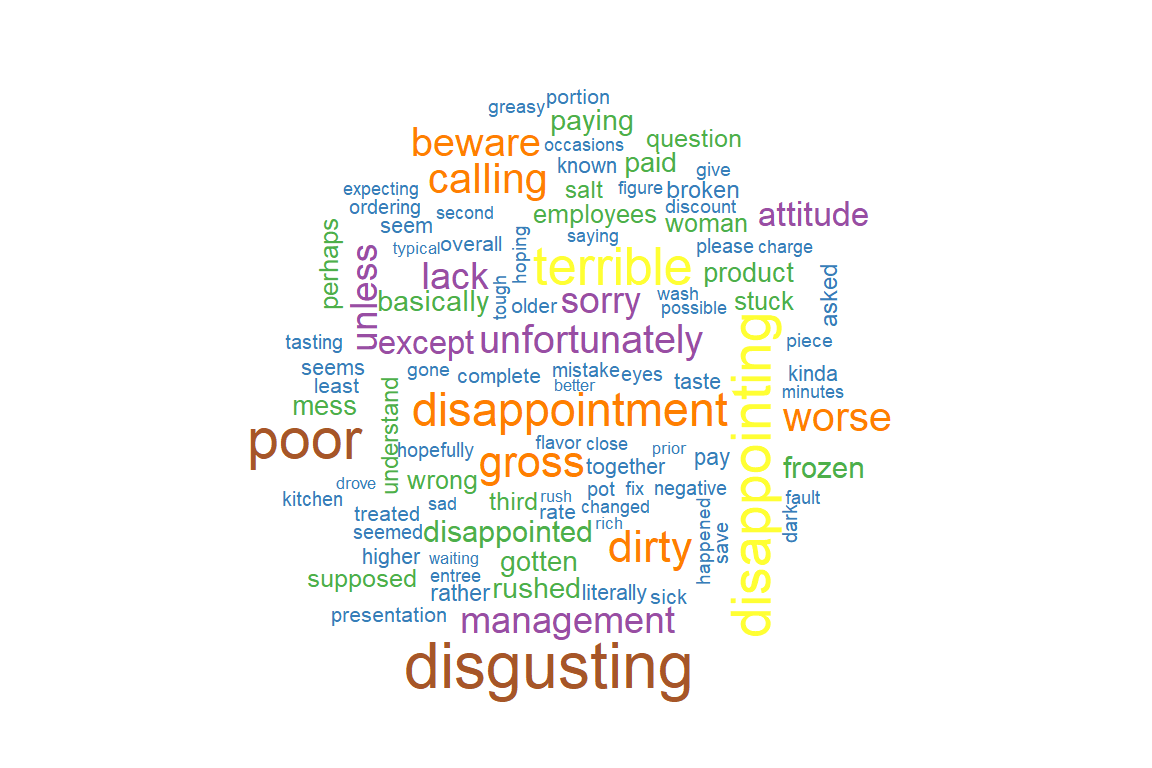 portion
greasy
paying
beware
occasions
question
calling
known
paid
give
expecting
salt
figure
broken
ordering
second
employees
discount
attitude
seem
woman
perhaps
typical
overall
hoping
saying
please
charge
unless
lack
tough
terrible
product
asked
basically
older
sorry
wash
possible
stuck
tasting
except
unfortunately
disappointing
piece
seems
gone
complete
mistake
eyes
taste
kinda
least
better
minutes
mess
understand
disappointment
worse
poor
hopefully
flavor
close
prior
pay
gross
together
frozen
drove
wrong
kitchen
sad
third
rush
pot
fix
negative
fault
treated
rate
changed
happened
dark
seemed
disappointed
rich
save
higher
waiting
gotten
dirty
supposed
entree
rather
rushed
literally
sick
presentation
management
disgusting